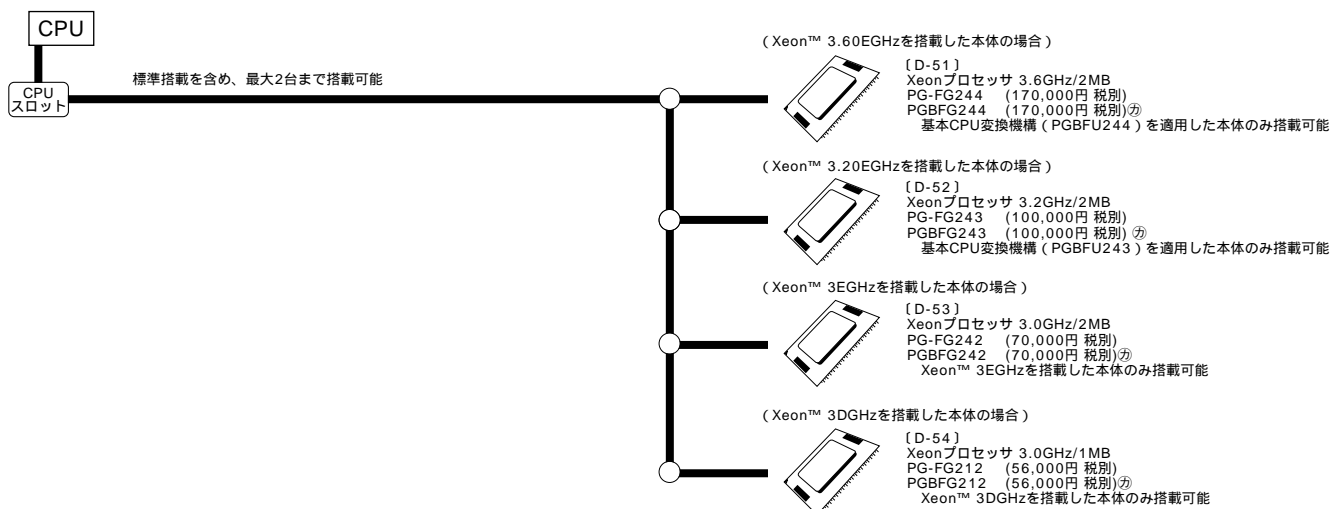 CPU
CPU
スロット
標準搭載を含め、最大2台まで搭載可能
(Xeon™ 3.60EGHzを搭載した本体の場合)
〔D-51〕
Xeonプロセッサ 3.6GHz/2MB
PG-FG244 (170,000円 税別)
PGBFG244 (170,000円 税別)㋕
基本CPU変換機構(PGBFU244)を適用した本体のみ搭載可能
(Xeon™ 3.20EGHzを搭載した本体の場合)
〔D-52〕
Xeonプロセッサ 3.2GHz/2MB
PG-FG243 (100,000円 税別)
PGBFG243 (100,000円 税別) ㋕
基本CPU変換機構(PGBFU243)を適用した本体のみ搭載可能
(Xeon™ 3EGHzを搭載した本体の場合)
〔D-53〕
Xeonプロセッサ 3.0GHz/2MB
PG-FG242 (70,000円 税別)
PGBFG242 (70,000円 税別)㋕
Xeon™ 3EGHzを搭載した本体のみ搭載可能
(Xeon™ 3DGHzを搭載した本体の場合)
〔D-54〕
Xeonプロセッサ 3.0GHz/1MB
PG-FG212 (56,000円 税別)
PGBFG212 (56,000円 税別)㋕
Xeon™ 3DGHzを搭載した本体のみ搭載可能